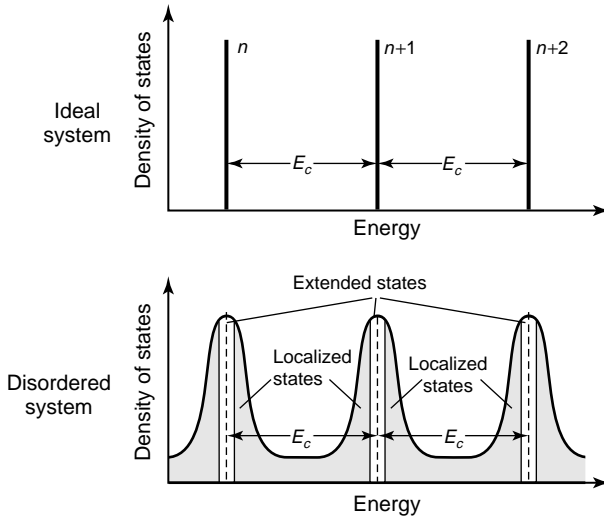 Ideal
system
Density of states
n
n+1
n+2
E_c
E_c
Energy
Disordered
system
Density of states
Extended states
Localized
states
Localized
states
E_c
E_c
Energy